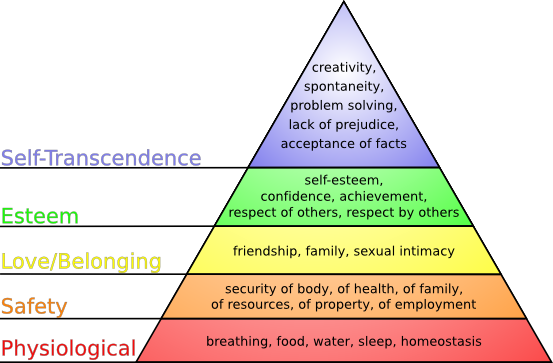 creativity,
spontaneity,
problem solving,
lack of prejudice,
acceptance of facts
Self-Transcendence
self-esteem,
confidence, achievement,
respect of others, respect by others
Esteem
friendship, family, sexual intimacy
Love/Belonging
security of body, of health, of family,
of resources, of property, of employment
Safety
breathing, food, water, sleep, homeostasis
Physiological